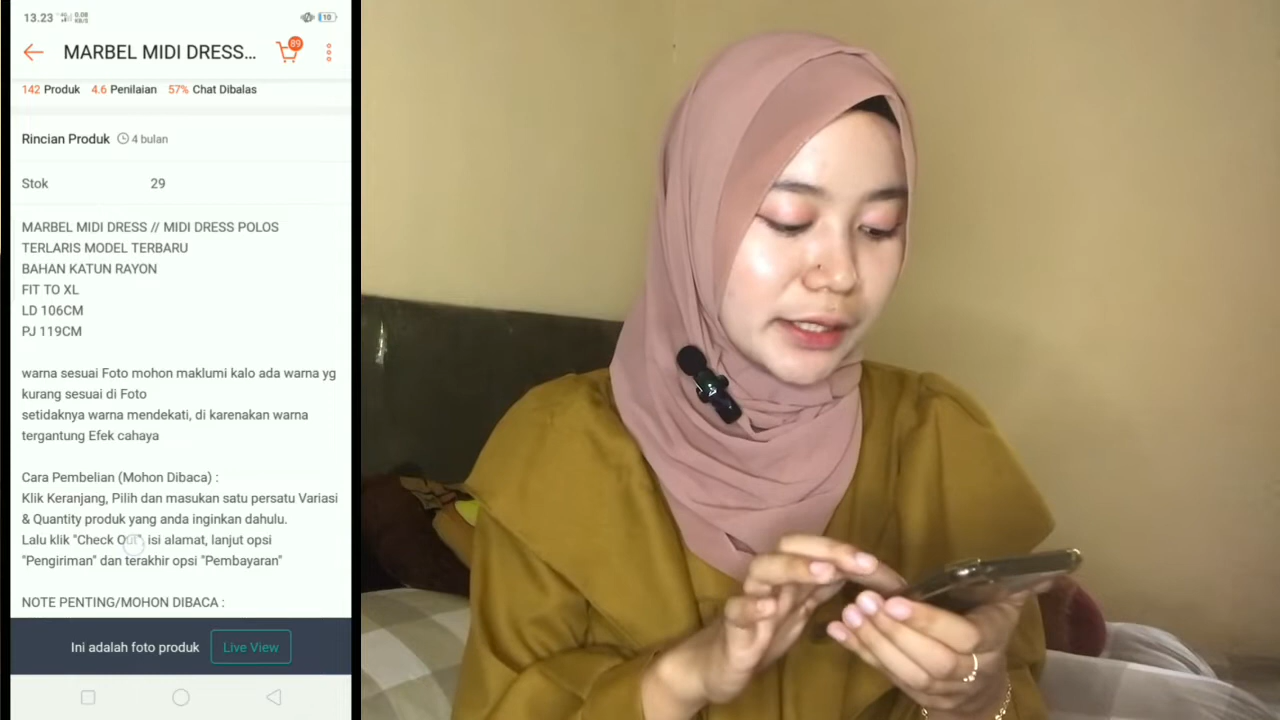 13.23 0,08 KB/S 10
MARBEL MIDI DRESS... 89
142 Produk 4.6 Penilaian 57% Chat Dibalas
Rincian Produk 4 bulan
Stok 29
MARBEL MIDI DRESS // MIDI DRESS POLOS
TERLARIS MODEL TERBARU
BAHAN KATUN RAYON
FIT TO XL
LD 106CM
PJ 119CM
warna sesuai Foto mohon maklumi kalo ada warna yg
kurang sesuai di Foto
setidaknya warna mendekati, di karenakan warna
tergantung Efek cahaya
Cara Pembelian (Mohon Dibaca) :
Klik Keranjang, Pilih dan masukan satu persatu Variasi
& Quantity produk yang anda inginkan dahulu.
Lalu klik "Check Out", isi alamat, lanjut opsi
"Pengiriman" dan terakhir opsi "Pembayaran"
NOTE PENTING/MOHON DIBACA :
Ini adalah foto produk Live View